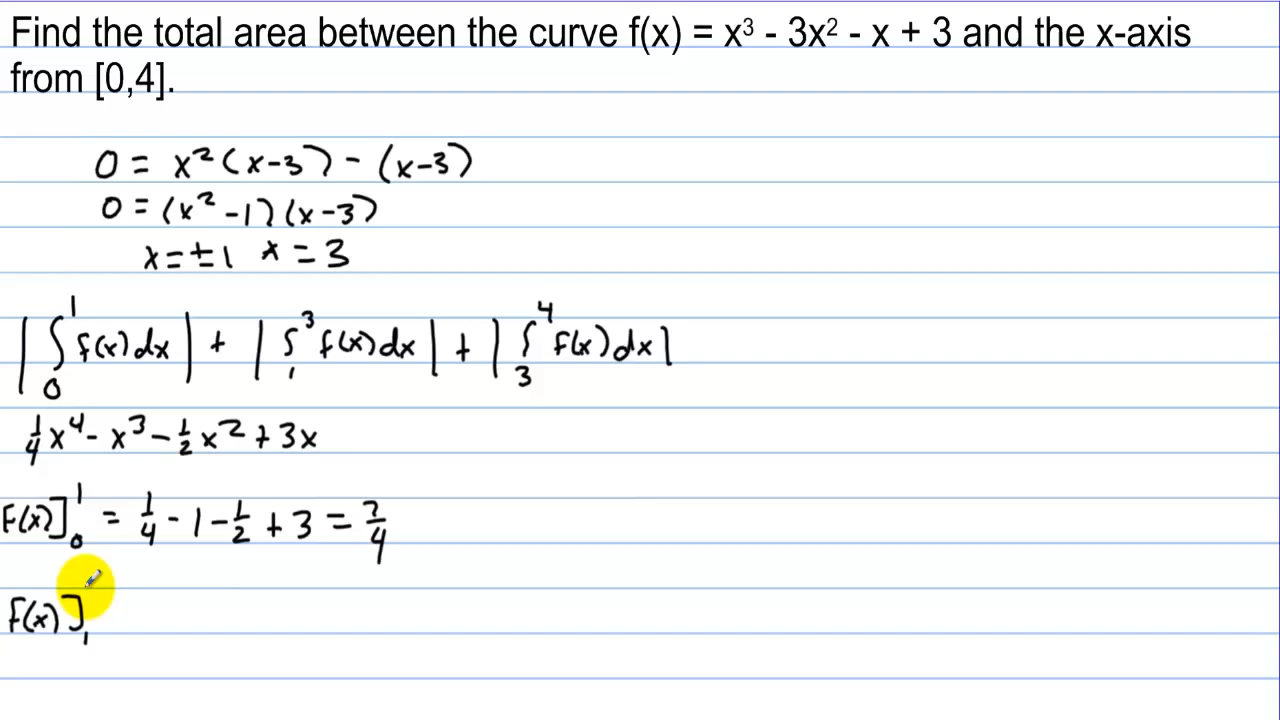 Find the total area between the curve f(x) = x³ - 3x² - x + 3 and the x-axis
from [0,4].
0 = x²(x-3) - (x-3)
0 = (x² -1)(x-3)
x = ±1 x = 3
|∫₀¹ f(x)dx| + |∫₁³ f(x)dx| + |∫₃⁴ f(x)dx|
¼x⁴ - x³ - ½x² + 3x
F(x)]₀¹ = ¼ - 1 - ½ + 3 = 7/4
F(x)]₁